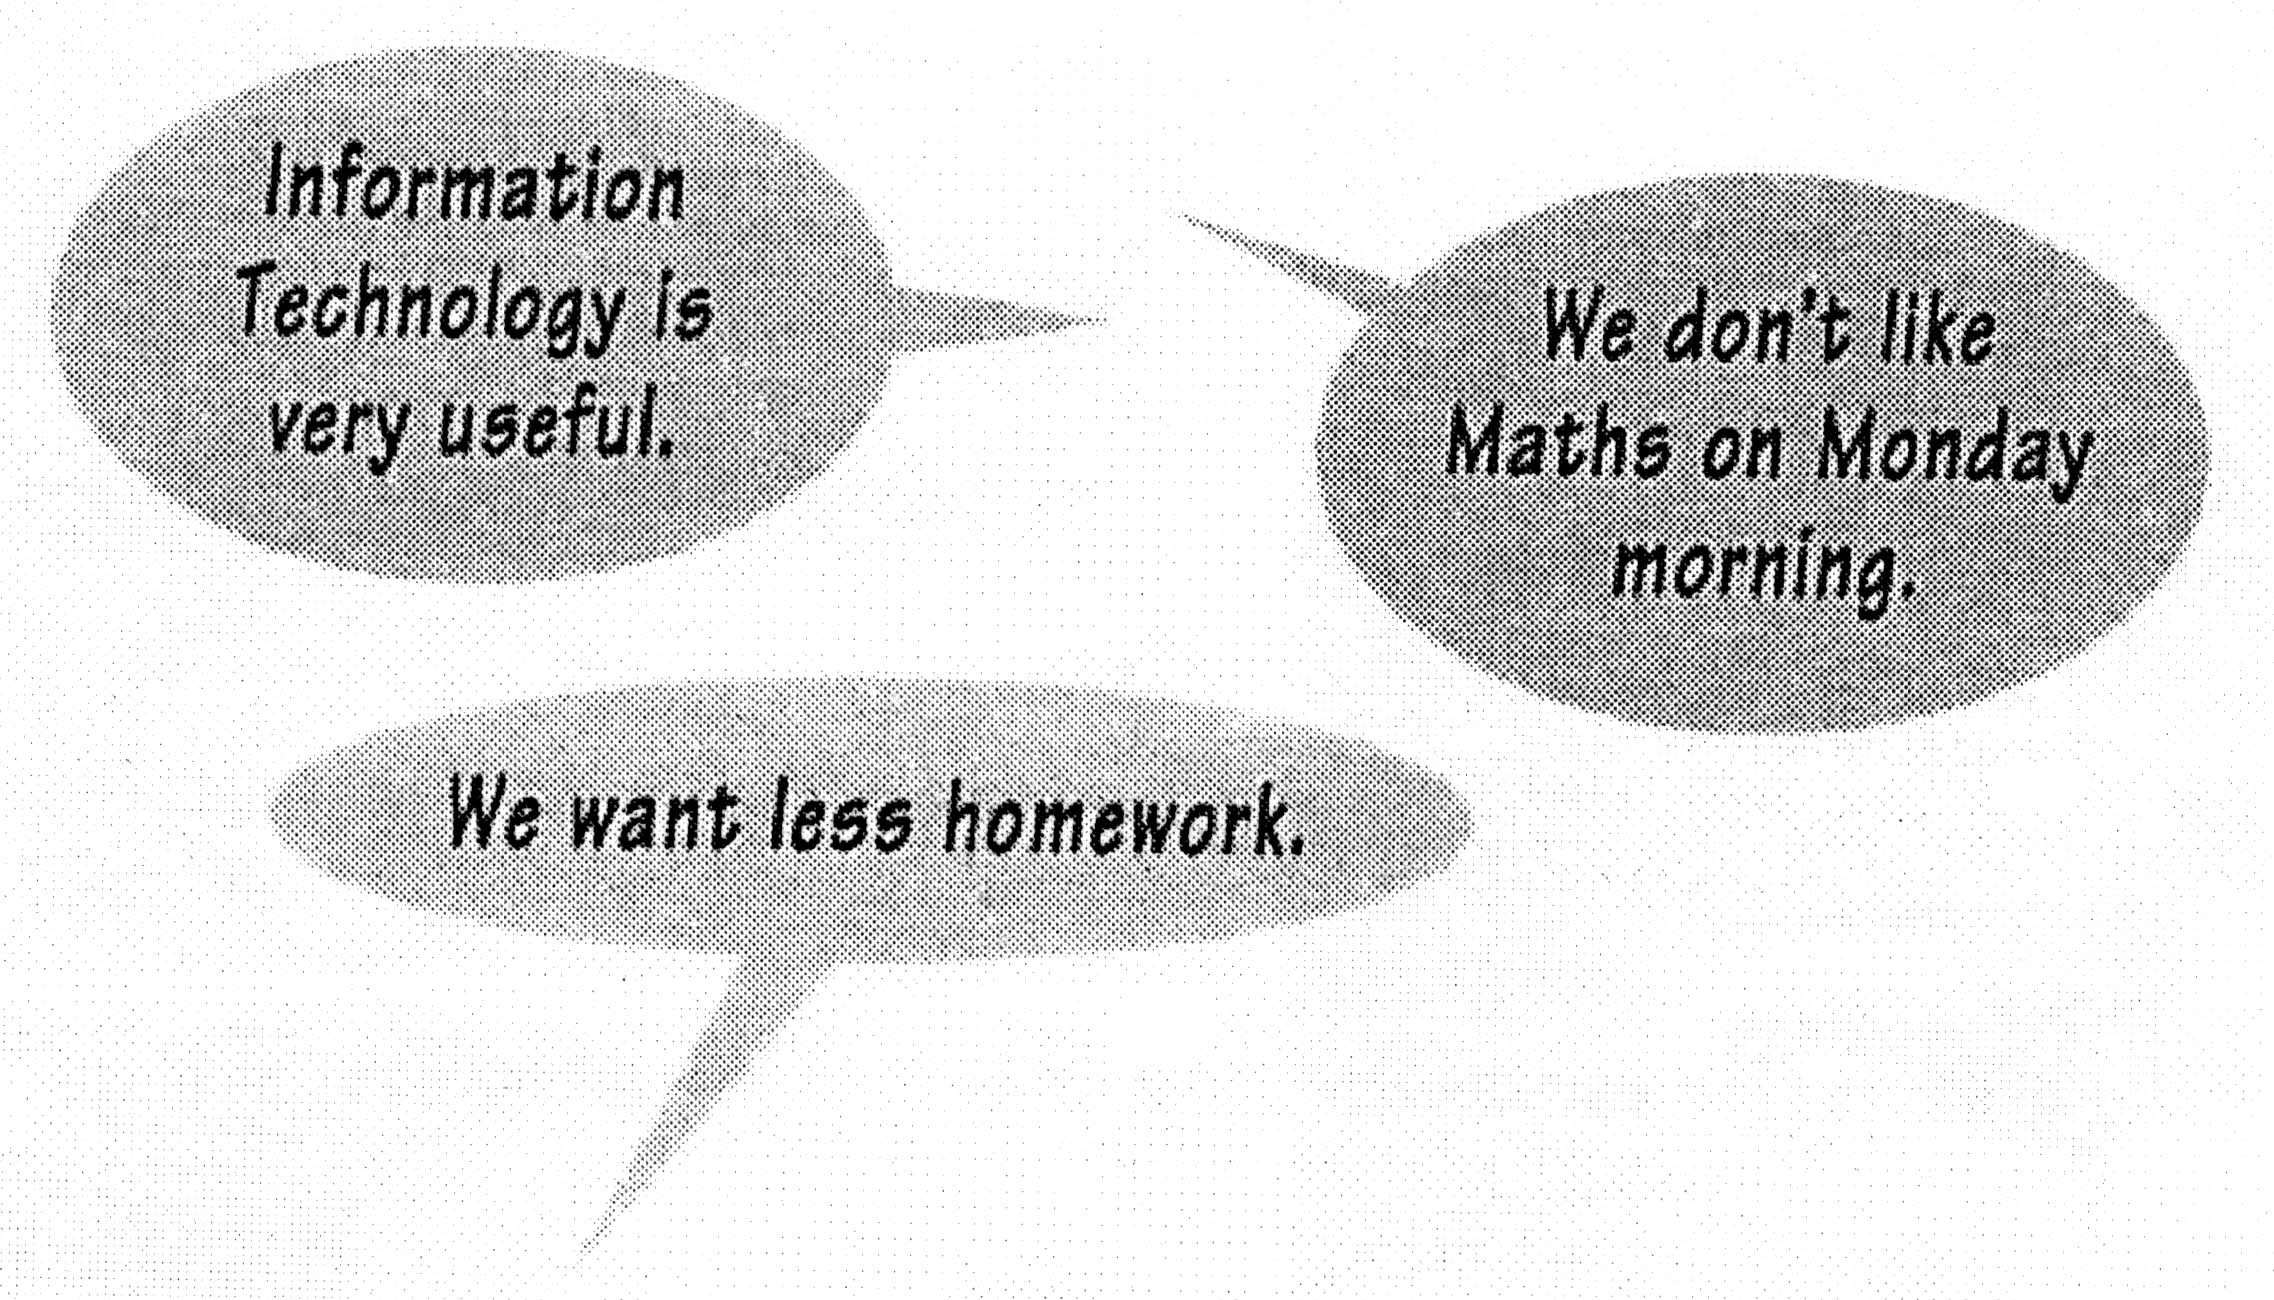 Information
Technology is
very useful.
We don't like
Maths on Monday
morning.
We want less homework.